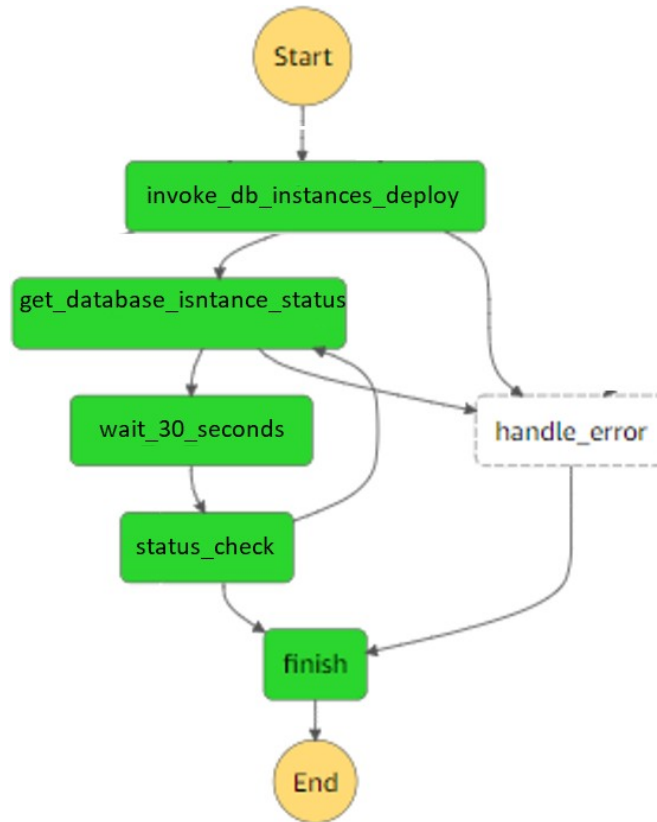 Start
invoke_db_instances_deploy
get_database_isntance_status
wait_30_seconds
handle_error
status_check
finish
End